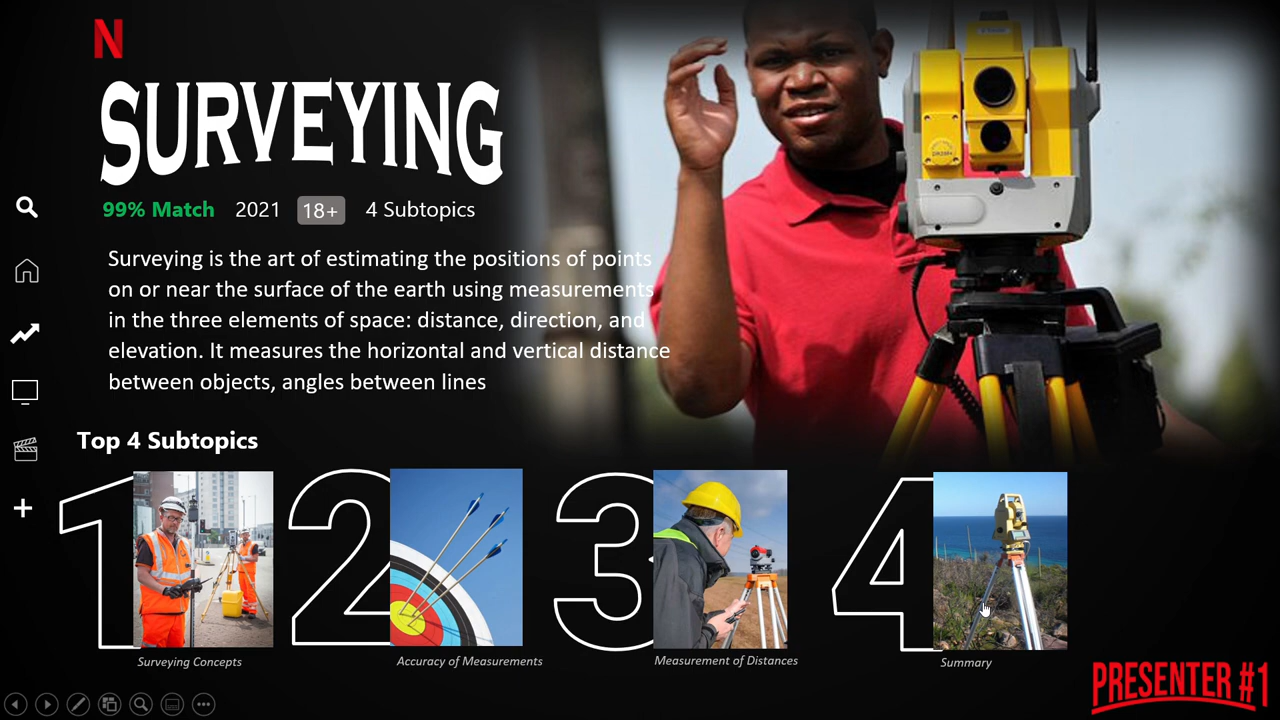 N
SURVEYING
99% Match 2021 18+ 4 Subtopics
Surveying is the art of estimating the positions of points
on or near the surface of the earth using measurements
in the three elements of space: distance, direction, and
elevation. It measures the horizontal and vertical distance
between objects, angles between lines
Top 4 Subtopics
1 2 3 4
Surveying Concepts
Accuracy of Measurements
Measurement of Distances
Summary
PRESENTER #1